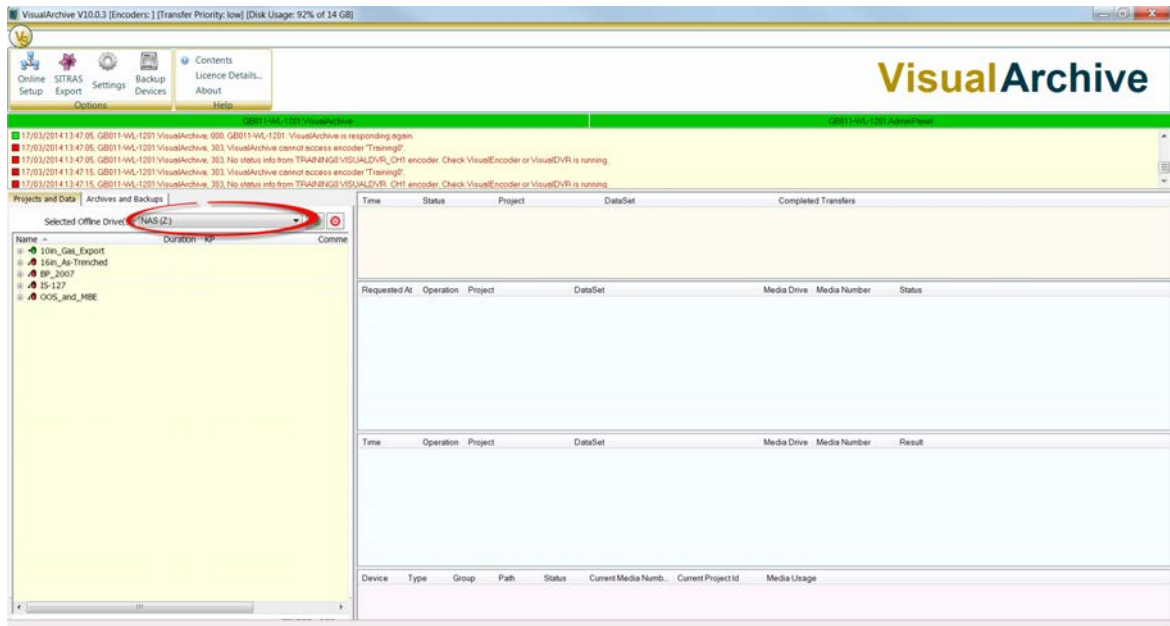 VisualArchive V10.0.3 [Encoders: ] [Transfer Priority: low] [Disk Usage: 92% of 14 GB]
Online Setup
SITRAS Export
Settings
Backup Devices
Options
Contents
Licence Details...
About
Help
VisualArchive
GB011-WL-1201:VisualArchive
GB011-WL-1201:AdminPanel
17/03/2014 13:47:05, GB011-WL-1201:VisualArchive, 000, GB011-WL-1201: VisualArchive is responding again.
17/03/2014 13:47:05, GB011-WL-1201:VisualArchive, 303, VisualArchive cannot access encoder 'Training0'.
17/03/2014 13:47:05, GB011-WL-1201:VisualArchive, 303, No status info from TRAINING0:VISUALDVR_CH1 encoder. Check VisualEncoder or VisualDVR is running.
17/03/2014 13:47:15, GB011-WL-1201:VisualArchive, 303, VisualArchive cannot access encoder 'Training0'.
17/03/2014 13:47:15, GB011-WL-1201:VisualArchive, 303, No status info from TRAINING0:VISUALDVR_CH1 encoder. Check VisualEncoder or VisualDVR is running.
Projects and Data Archives and Backups
Selected Offline Drive( NAS (Z:)
Name Duration KP Comme
10in_Gas_Export
16in_As-Trenched
BP_2007
IS-127
OOS_and_MBE
Time Status Project DataSet Completed Transfers
Requested At Operation Project DataSet Media Drive Media Number Status
Time Operation Project DataSet Media Drive Media Number Result
Device Type Group Path Status Current Media Numb... Current Project Id Media Usage